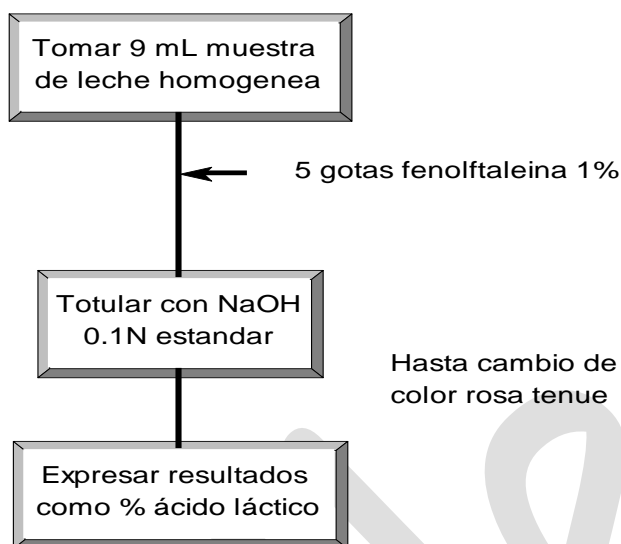 Tomar 9 mL muestra
de leche homogenea
5 gotas fenolftaleina 1%
Totular con NaOH
0.1N estandar
Hasta cambio de
color rosa tenue
Expresar resultados
como % ácido láctico